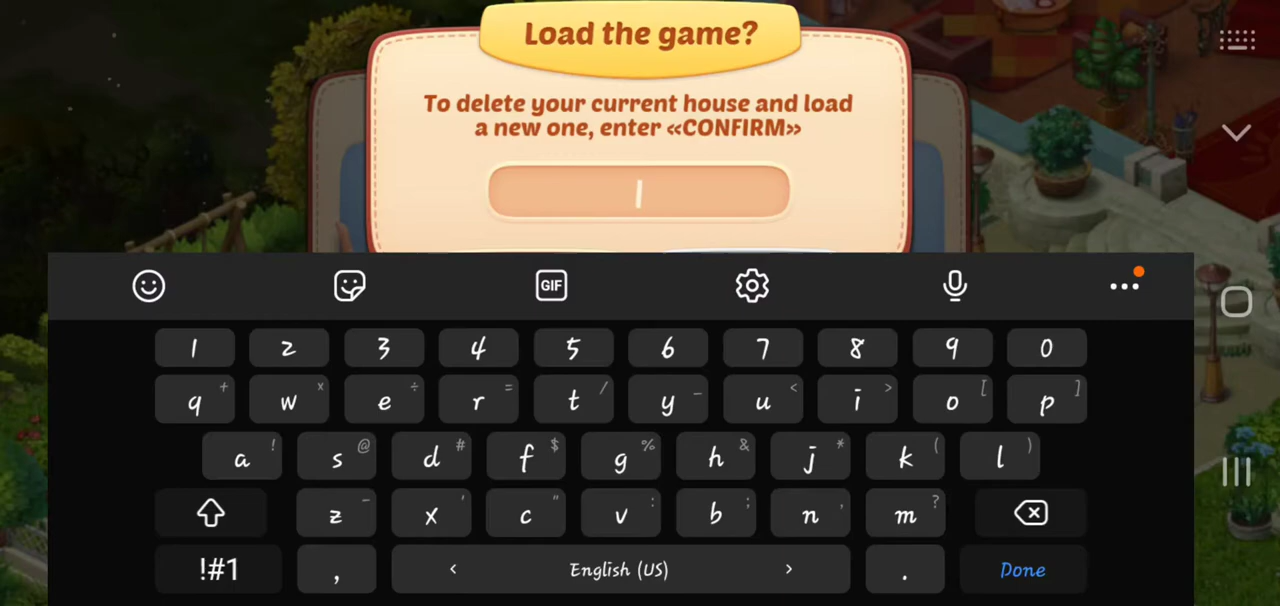 Load the game?
To delete your current house and load
a new one, enter «CONFIRM»
GIF
1 2 3 4 5 6 7 8 9 0
q + w × e ÷ r = t / y _ u < i > o [ p ]
a ! s @ d # f $ g % h & j * k ( l )
z - x ' c " v : b ; n , m ?
!#1 , < English (US) > . Done